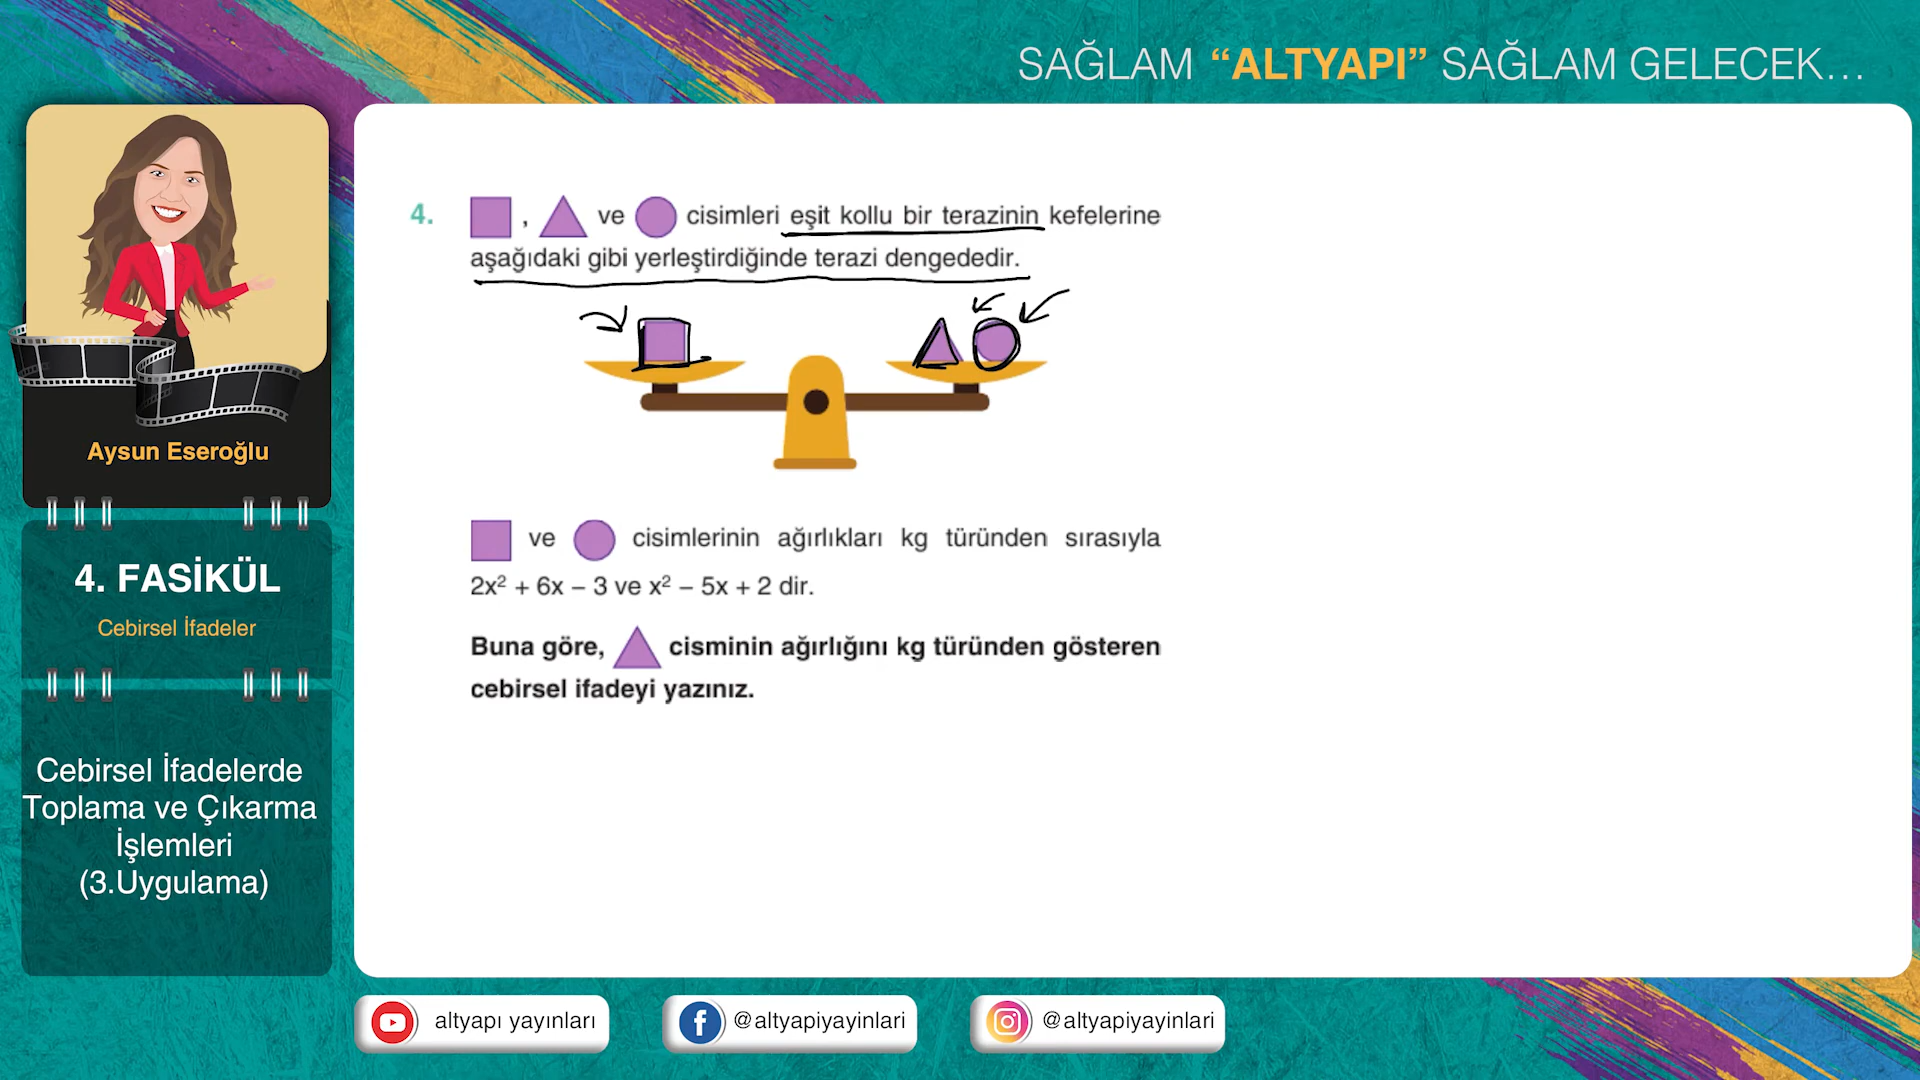 SAĞLAM “ALTYAPI” SAĞLAM GELECEK...
Aysun Eseroğlu
4. FASİKÜL
Cebirsel İfadeler
Cebirsel İfadelerde
Toplama ve Çıkarma
İşlemleri
(3.Uygulama)
4. , ve cisimleri eşit kollu bir terazinin kefelerine
aşağıdaki gibi yerleştirdiğinde terazi dengededir.
ve cisimlerinin ağırlıkları kg türünden sırasıyla
2x² + 6x – 3 ve x² – 5x + 2 dir.
Buna göre, cisminin ağırlığını kg türünden gösteren
cebirsel ifadeyi yazınız.
altyapı yayınları
@altyapiyayinlari
@altyapiyayinlari